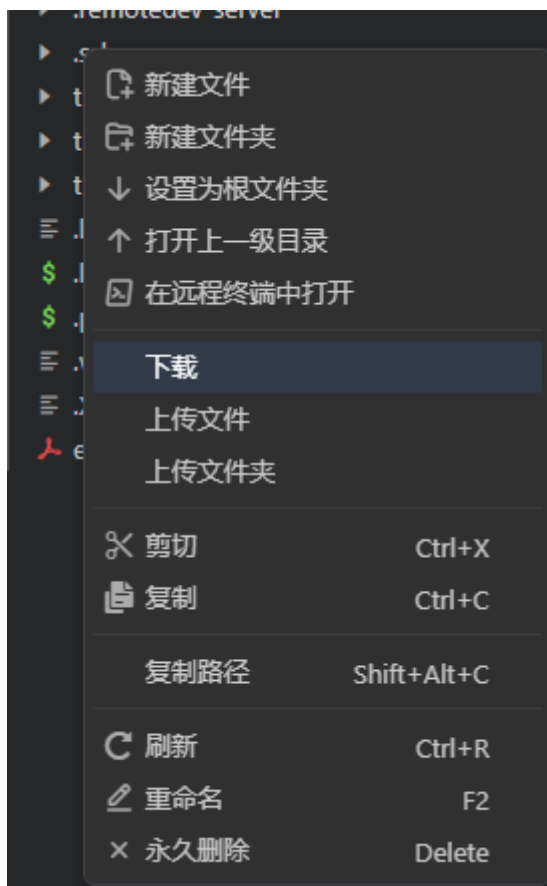 .remotedev-server
新建文件
新建文件夹
设置为根文件夹
打开上一级目录
在远程终端中打开
下载
上传文件
上传文件夹
剪切 Ctrl+X
复制 Ctrl+C
复制路径 Shift+Alt+C
刷新 Ctrl+R
重命名 F2
永久删除 Delete